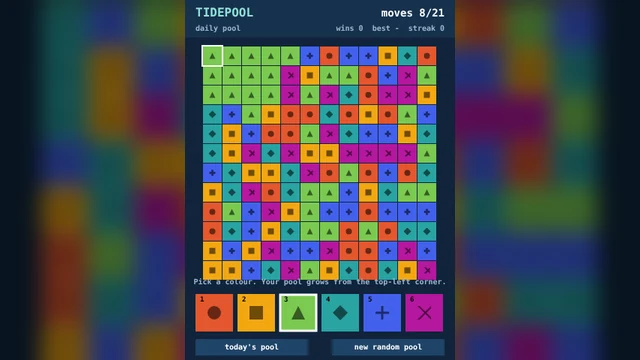 TIDEPOOL moves 8/21
daily pool wins 0 best - streak 0
Pick a colour. Your pool grows from the top-left corner.
1 2 3 4 5 6
today's pool new random pool